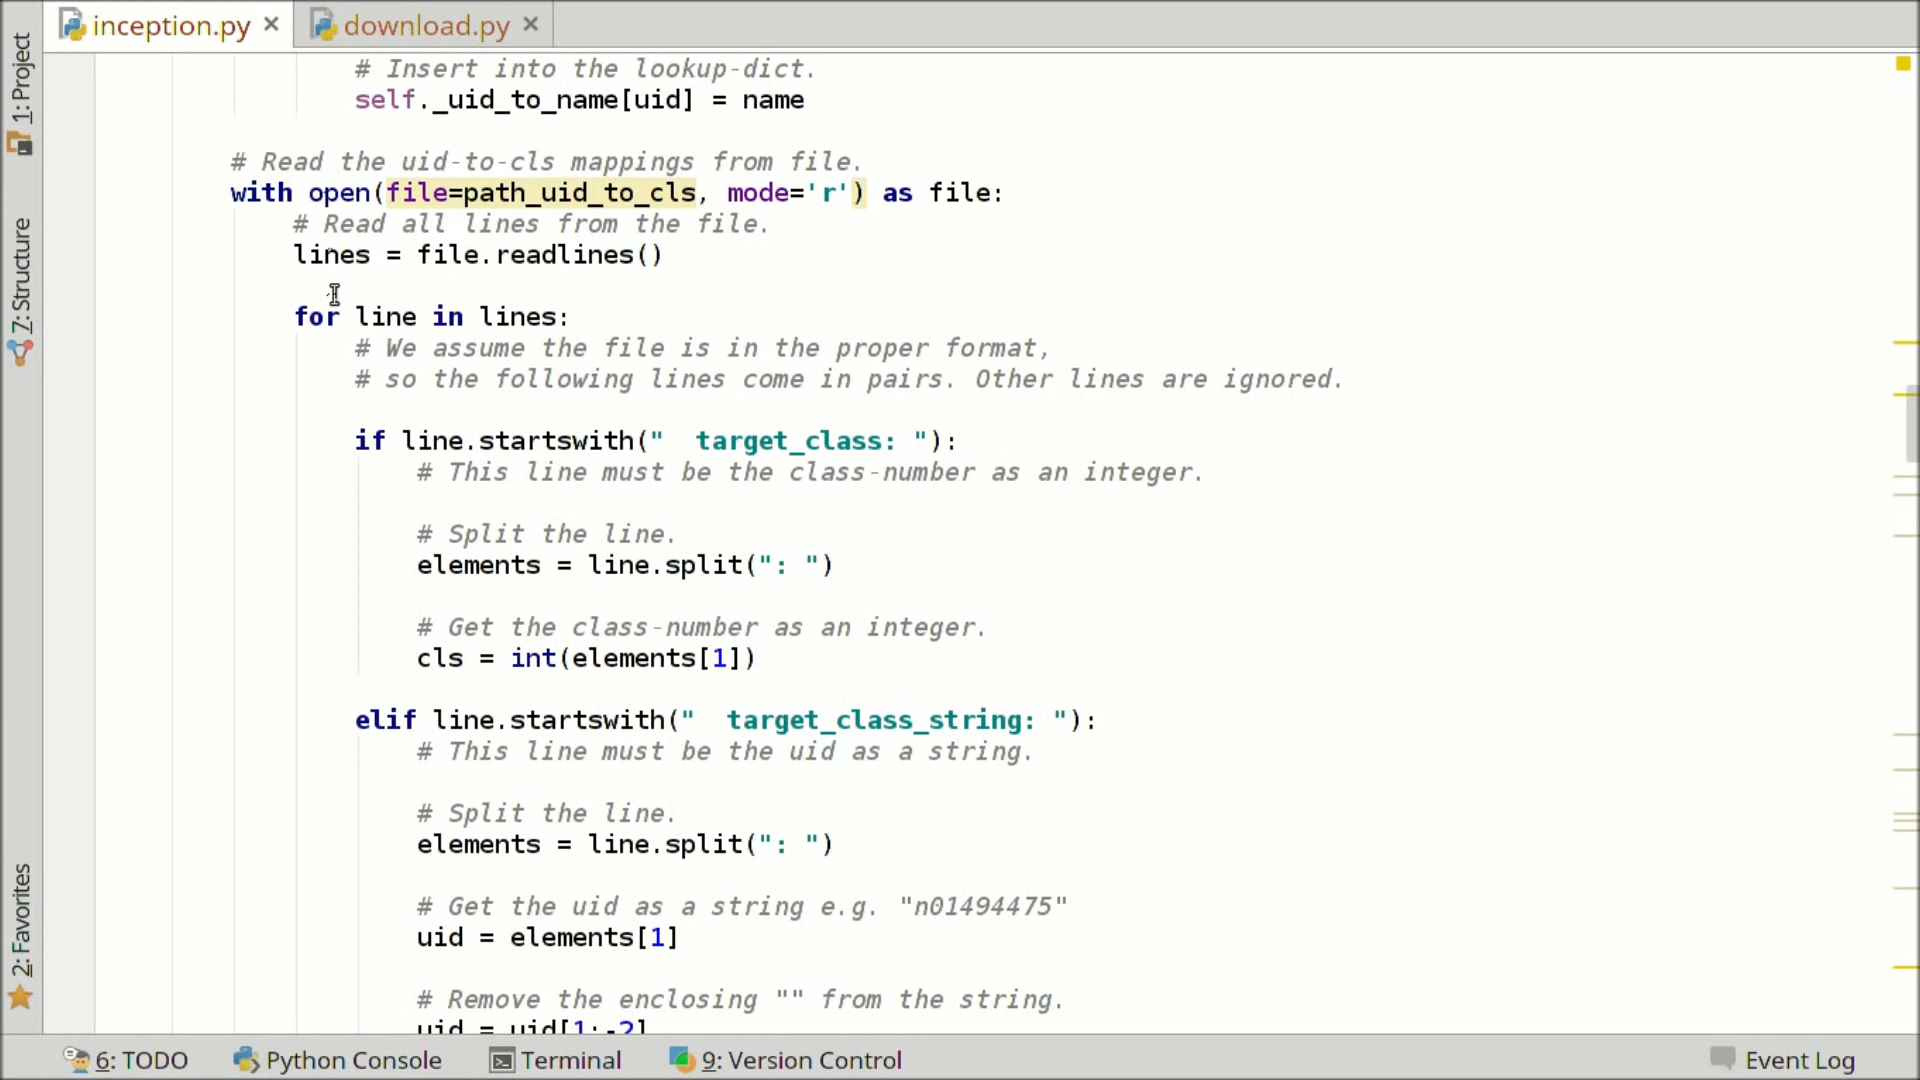 inception.py
download.py
1: Project
7: Structure
2: Favorites
# Insert into the lookup-dict.
self._uid_to_name[uid] = name
# Read the uid-to-cls mappings from file.
with open(file=path_uid_to_cls, mode='r') as file:
# Read all lines from the file.
lines = file.readlines()
for line in lines:
# We assume the file is in the proper format,
# so the following lines come in pairs. Other lines are ignored.
if line.startswith("  target_class: "):
# This line must be the class-number as an integer.
# Split the line.
elements = line.split(": ")
# Get the class-number as an integer.
cls = int(elements[1])
elif line.startswith("  target_class_string: "):
# This line must be the uid as a string.
# Split the line.
elements = line.split(": ")
# Get the uid as a string e.g. "n01494475"
uid = elements[1]
# Remove the enclosing "" from the string.
uid = uid[1:-2]
6: TODO
Python Console
Terminal
9: Version Control
Event Log